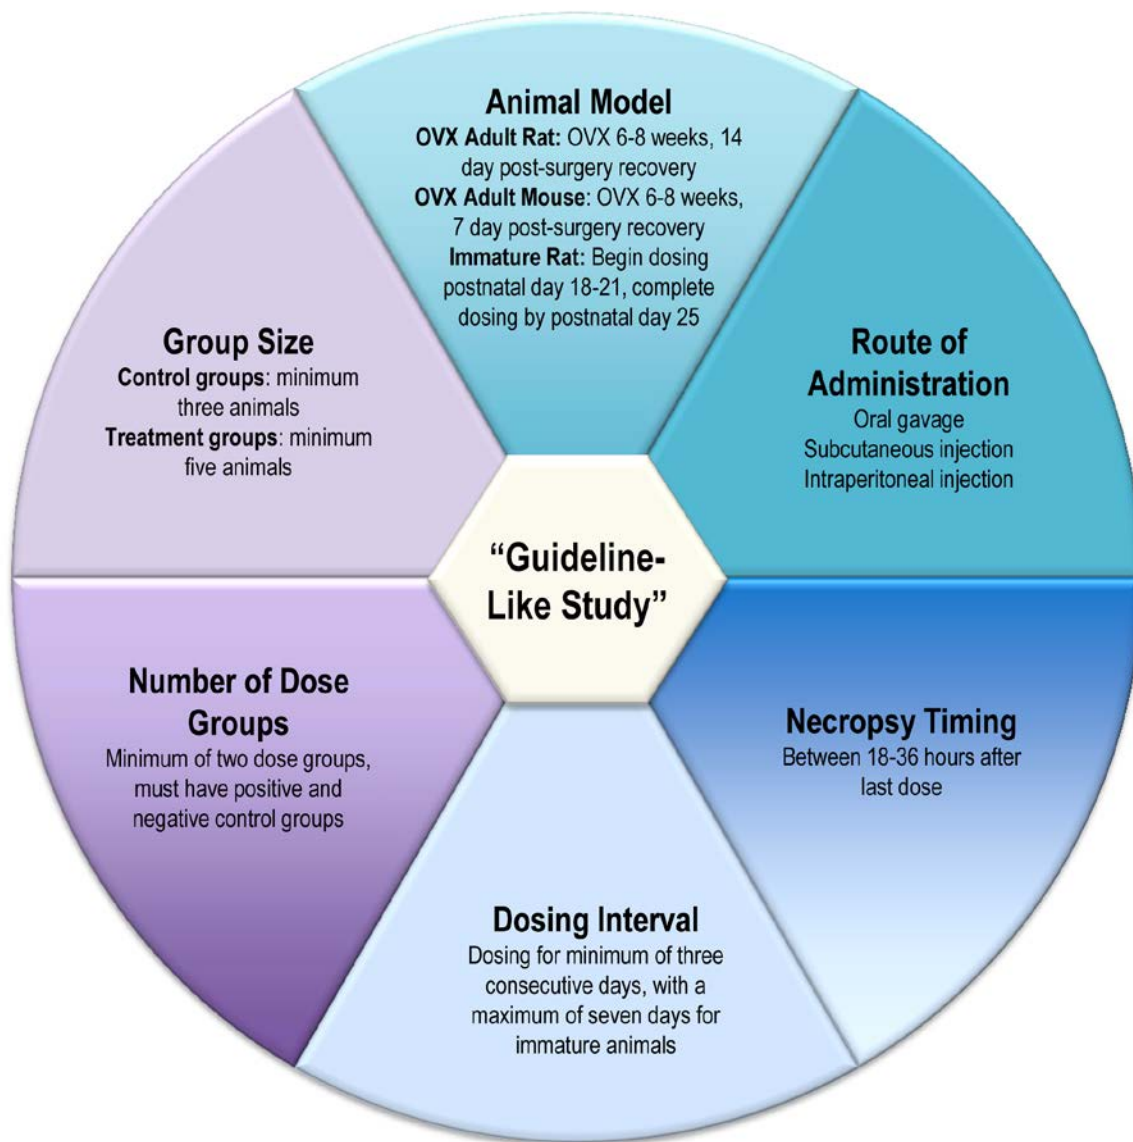 Animal Model
OVX Adult Rat: OVX 6-8 weeks, 14
day post-surgery recovery
OVX Adult Mouse: OVX 6-8 weeks,
7 day post-surgery recovery
Immature Rat: Begin dosing
postnatal day 18-21, complete
dosing by postnatal day 25
Route of
Administration
Oral gavage
Subcutaneous injection
Intraperitoneal injection
Necropsy Timing
Between 18-36 hours after
last dose
Dosing Interval
Dosing for minimum of three
consecutive days, with a
maximum of seven days for
immature animals
Number of Dose
Groups
Minimum of two dose groups,
must have positive and
negative control groups
Group Size
Control groups: minimum
three animals
Treatment groups: minimum
five animals
“Guideline-
Like Study”